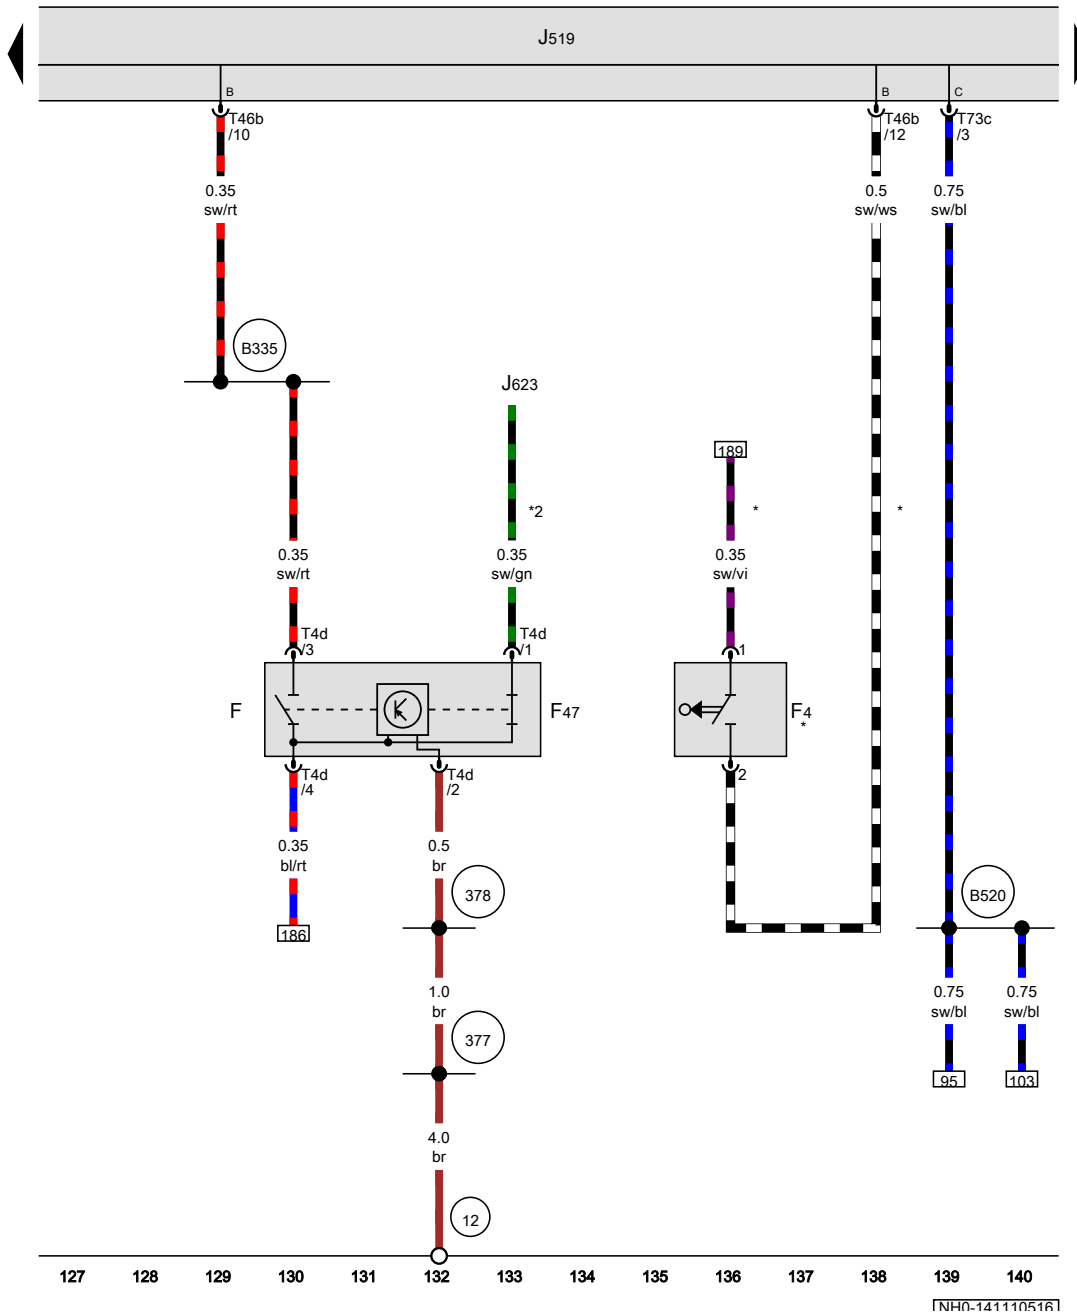 J519
B
B
C
T46b
/10
T46b
/12
T73c
/3
0.35
sw/rt
0.5
sw/ws
0.75
sw/bl
B335
J623
189
*2
*
*
0.35
sw/rt
0.35
sw/gn
0.35
sw/vi
T4d
/3
T4d
/1
1
F
F47
F4
*
T4d
/4
T4d
/2
2
0.35
bl/rt
0.5
br
378
B520
186
1.0
br
0.75
sw/bl
0.75
sw/bl
377
95
103
4.0
br
12
127 128 129 130 131 132 133 134 135 136 137 138 139 140
NH0-141110516